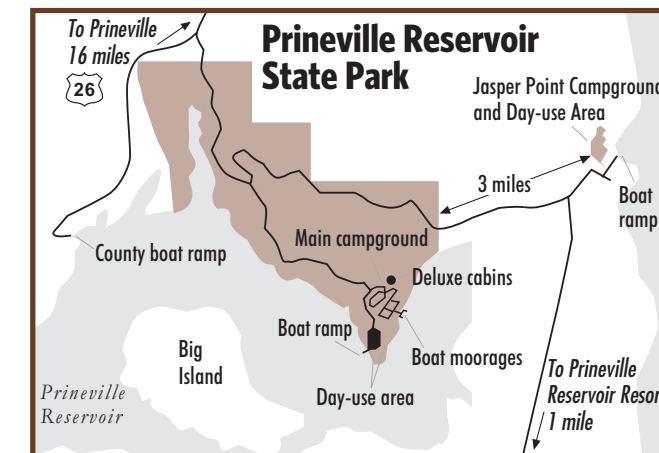 To Prineville
16 miles
26
Prineville Reservoir
State Park
Jasper Point Campground
and Day-use Area
3 miles
Boat
ramp
County boat ramp
Main campground
Deluxe cabins
Boat ramp
Boat moorages
Big
Island
Day-use area
Prineville
Reservoir
To Prineville
Reservoir Resor
1 mile